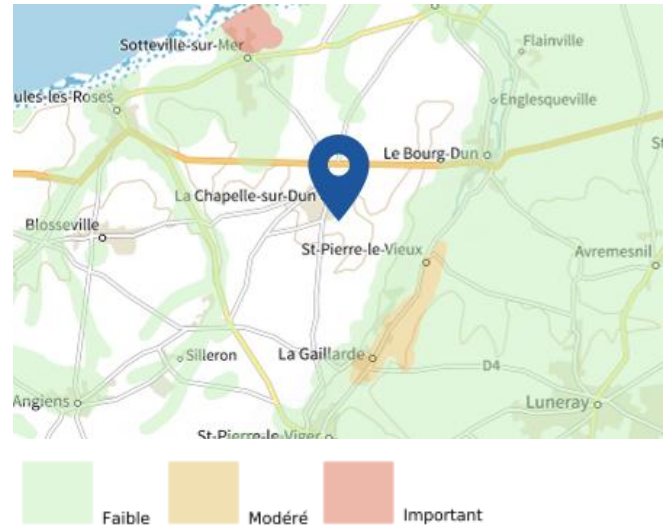 Sotteville-sur-Mer
Flainville
ules-les-Roses
Englesqueville
Le Bourg-Dun
St
La Chapelle-sur-Dun
Blosseville
St-Pierre-le-Vieux
Avremesnil
Silleron
La Gaillarde
D4
Angiens
Luneray
St-Pierre-le-Viger
Faible Modéré Important